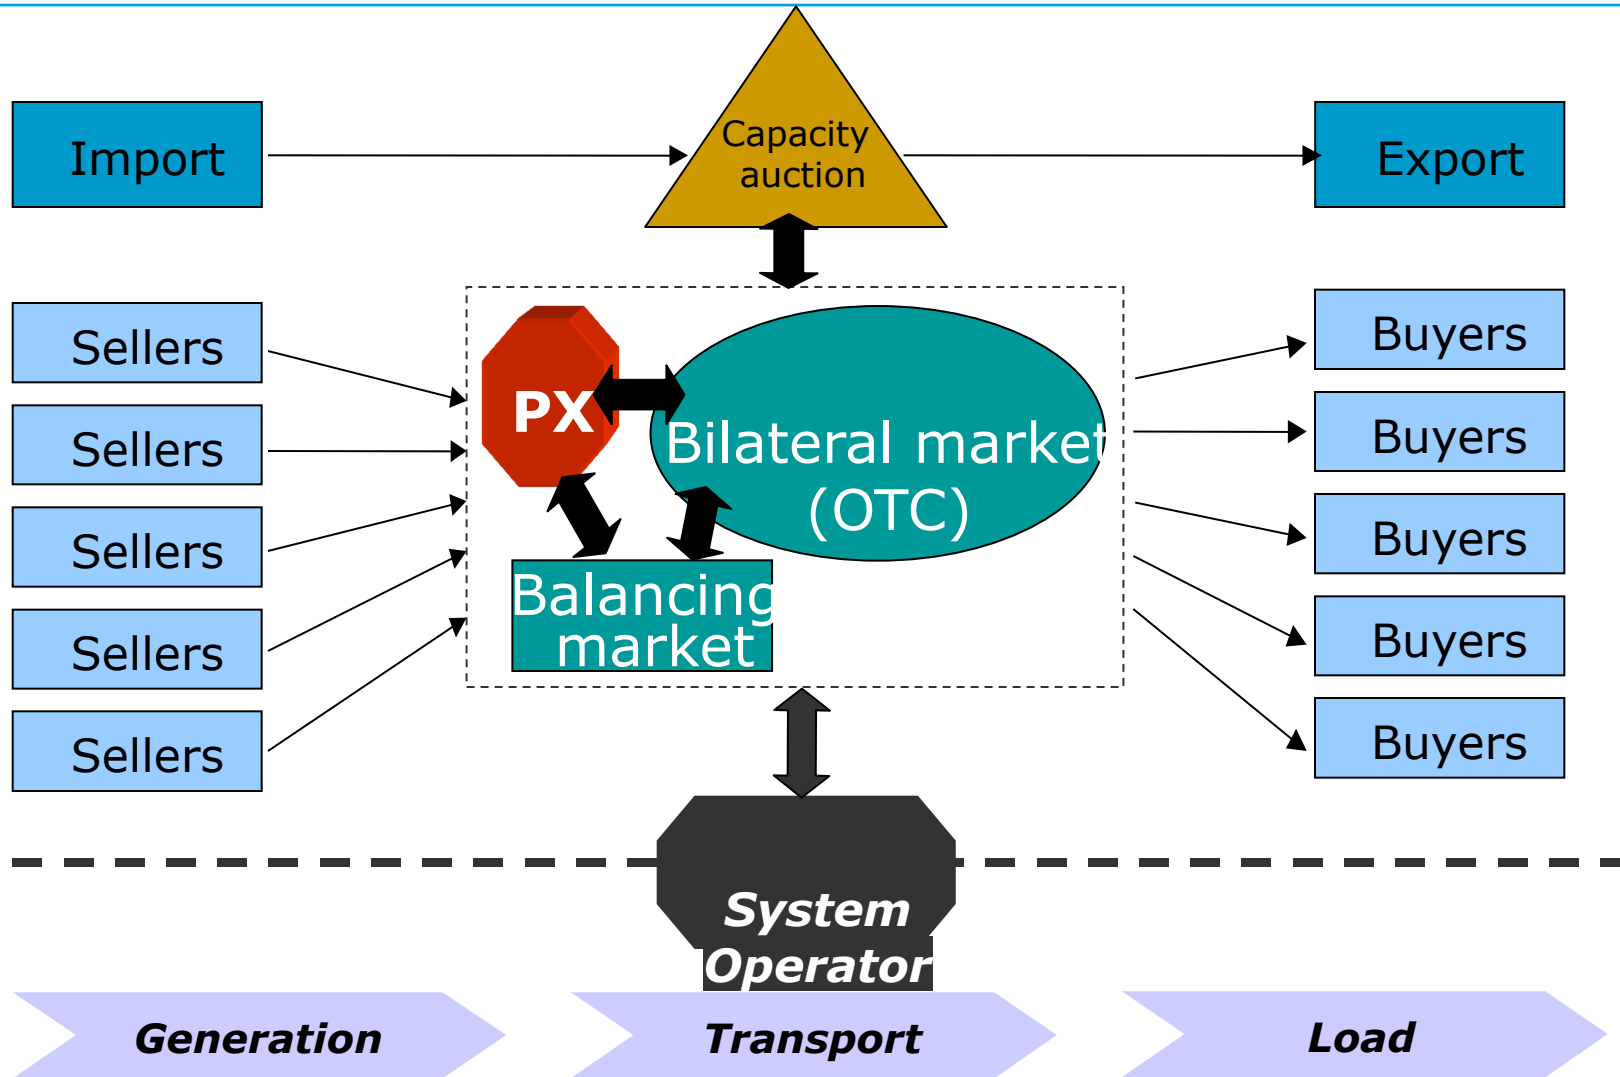 Capacity
auction
Import
Export
Sellers
Sellers
Sellers
Sellers
Sellers
PX
Bilateral market
(OTC)
Balancing
market
Buyers
Buyers
Buyers
Buyers
Buyers
System
Operator
Generation
Transport
Load